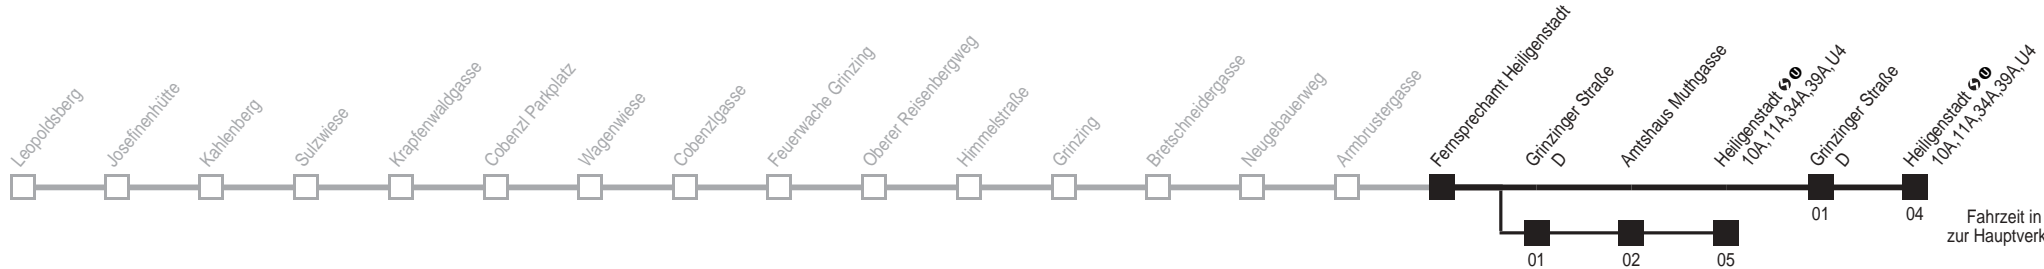 Leopoldsberg
Josefinenhütte
Kahlenberg
Sulzwiese
Krapfenwaldgasse
Cobenzl Parkplatz
Wagenwiese
Cobenzlgasse
Feuerwache Grinzing
Oberer Reisenbergweg
Himmelstraße
Grinzing
Bretschneidergasse
Neugebauerweg
Armbrustergasse
Fernsprechamt Heiligenstadt
Grinzinger Straße
D
Amtshaus Muthgasse
Heiligenstadt S U
10A,11A,34A,39A,U4
Grinzinger Straße
D
Heiligenstadt S U
10A,11A,34A,39A,U4
01
04
Fahrzeit in
zur Hauptverk
01
02
05